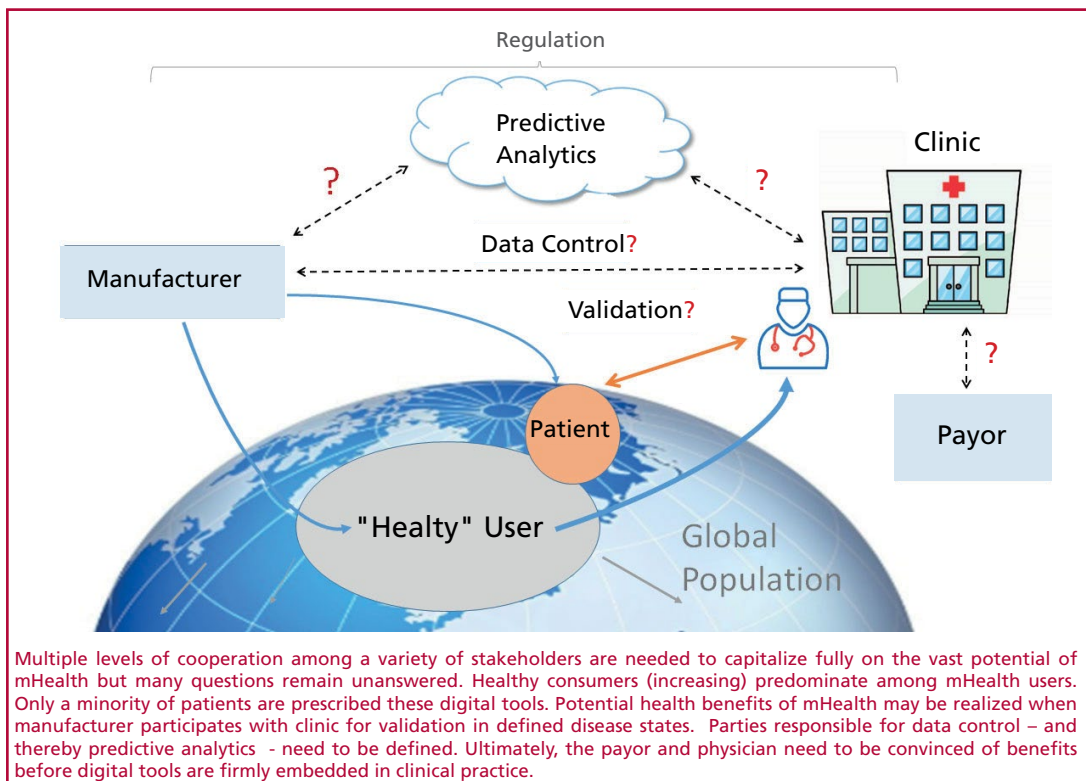 Regulation
Predictive
Analytics
Clinic
?
?
Data Control?
Manufacturer
Validation?
?
Patient
Payor
"Healty" User
Global
Population
Multiple levels of cooperation among a variety of stakeholders are needed to capitalize fully on the vast potential of
mHealth but many questions remain unanswered. Healthy consumers (increasing) predominate among mHealth users.
Only a minority of patients are prescribed these digital tools. Potential health benefits of mHealth may be realized when
manufacturer participates with clinic for validation in defined disease states. Parties responsible for data control – and
thereby predictive analytics - need to be defined. Ultimately, the payor and physician need to be convinced of benefits
before digital tools are firmly embedded in clinical practice.